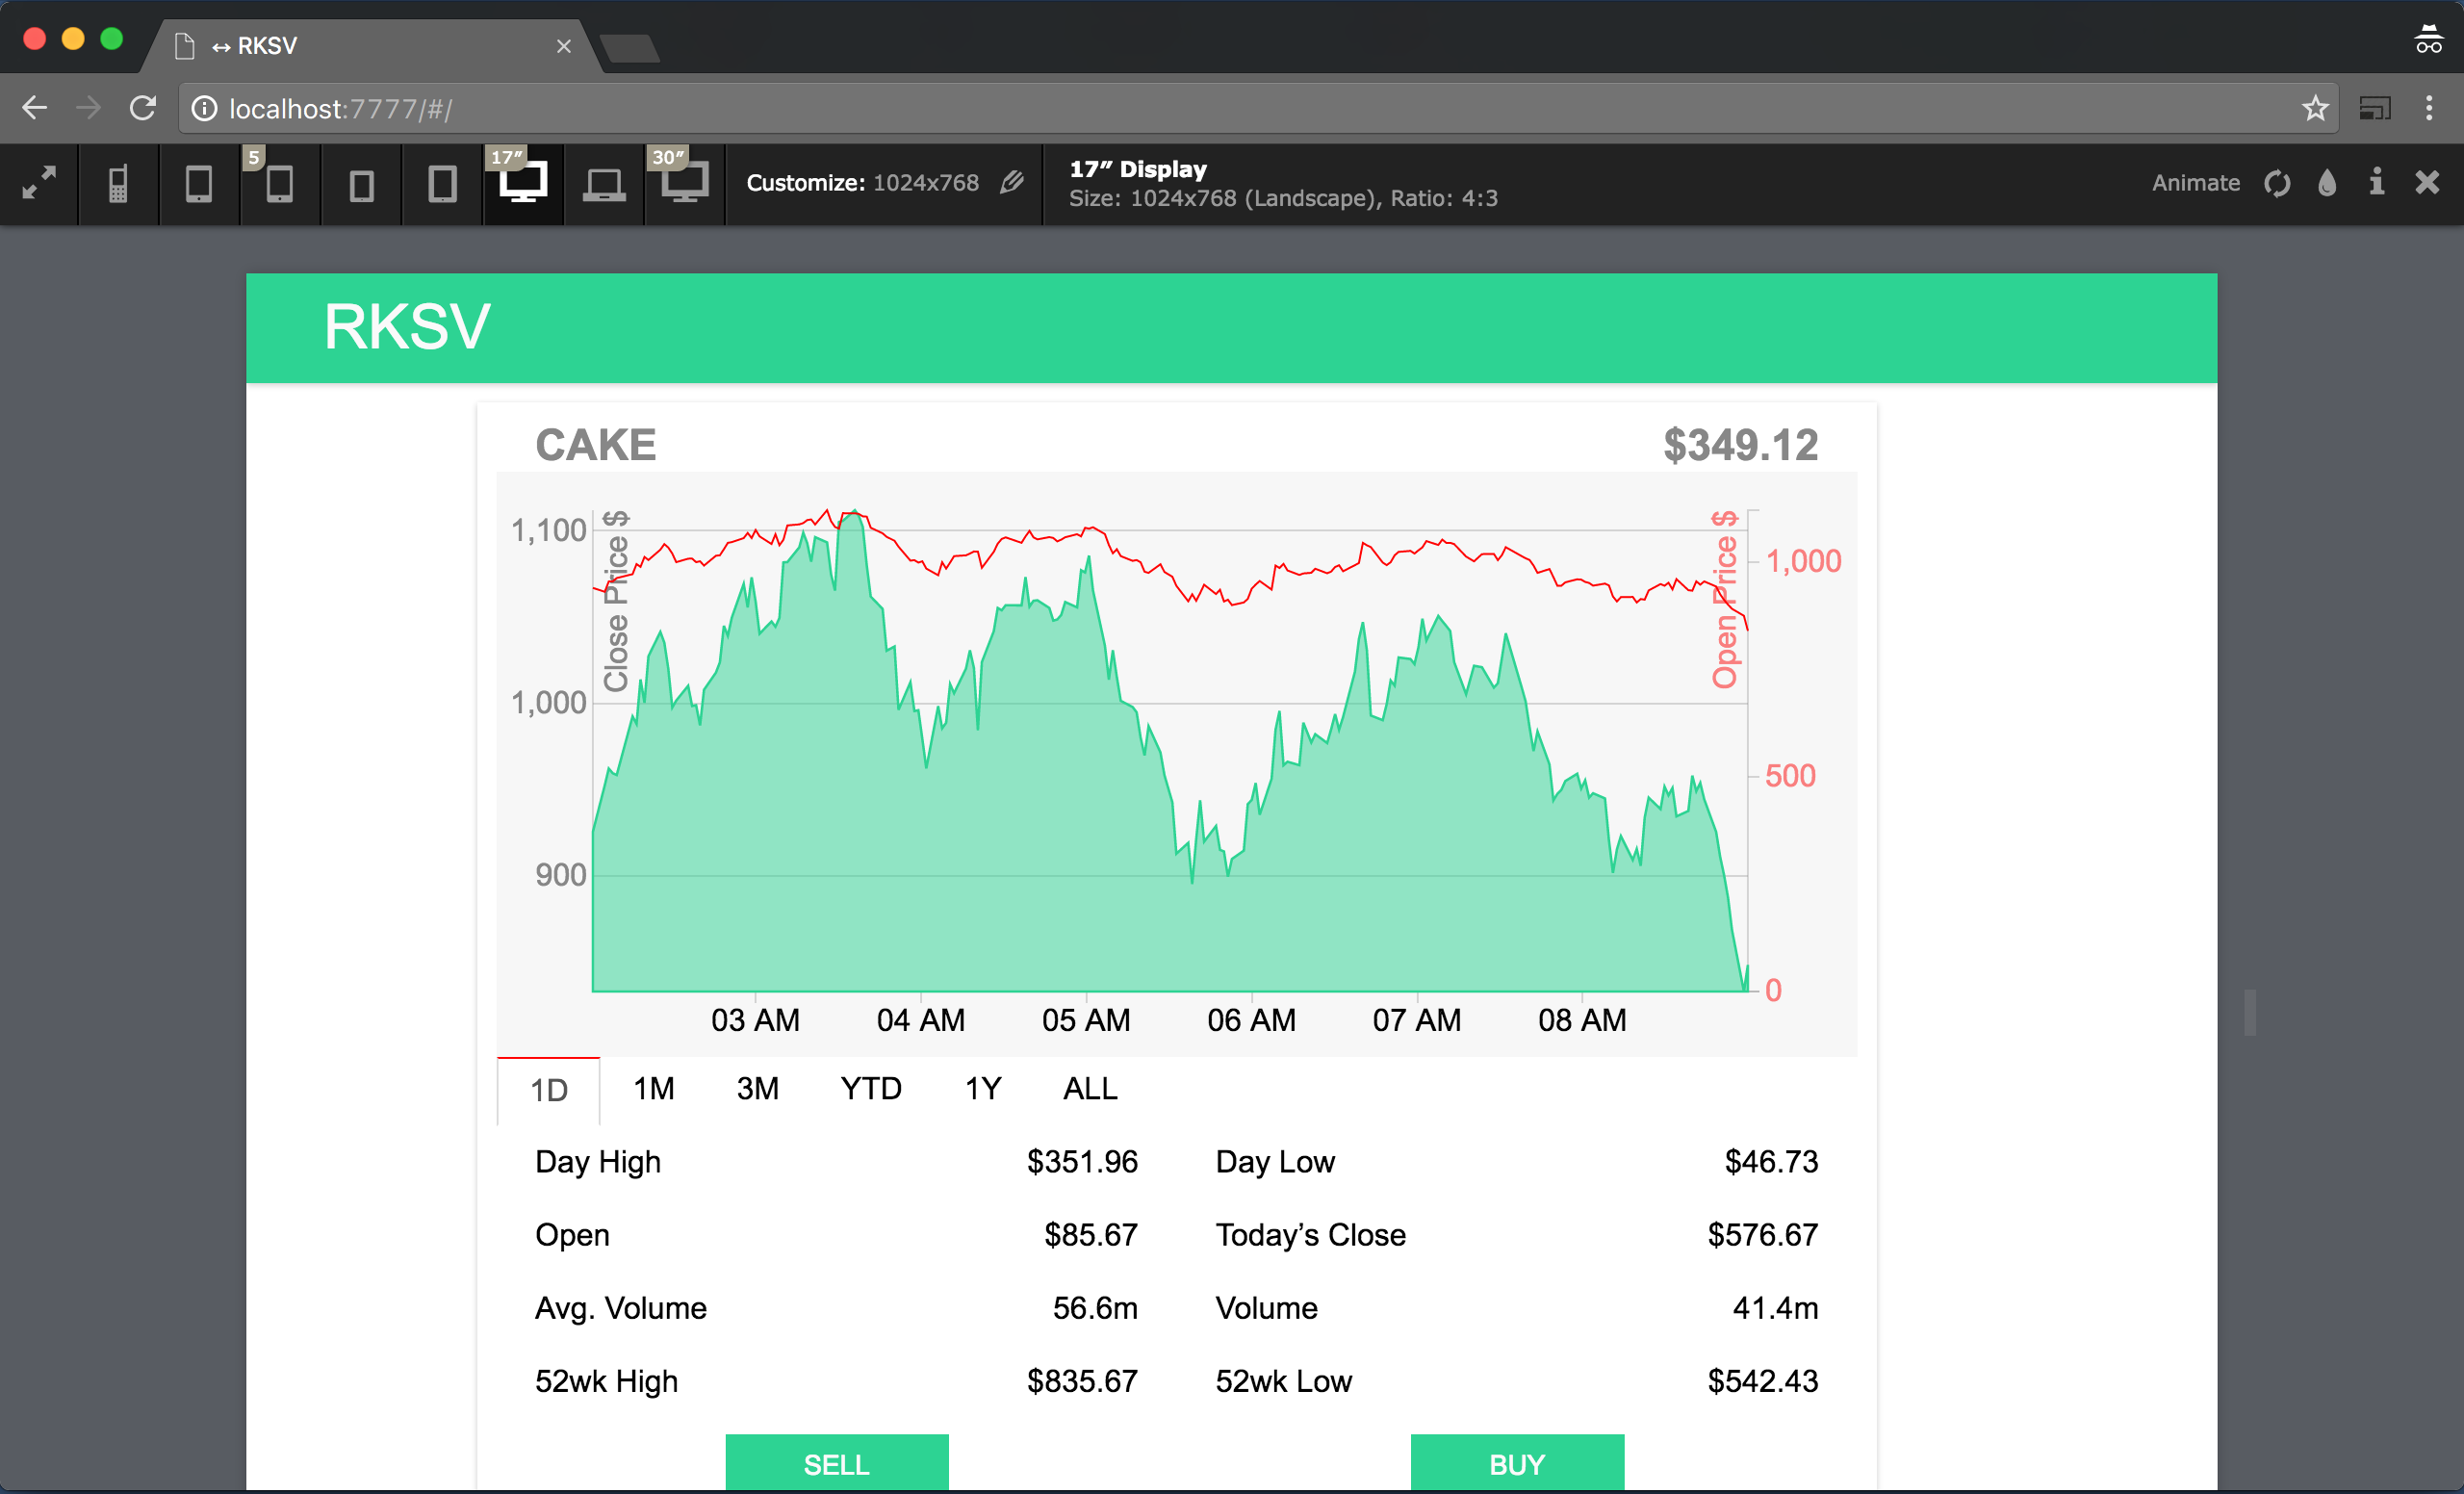 ↔ RKSV
localhost:7777/#/
5
17”
30”
Customize: 1024x768
17” Display
Size: 1024x768 (Landscape), Ratio: 4:3
Animate
RKSV
CAKE $349.12
1,100
1,000
900
Close Price $
Open Price $
1,000
500
0
03 AM 04 AM 05 AM 06 AM 07 AM 08 AM
1D 1M 3M YTD 1Y ALL
Day High $351.96 Day Low $46.73
Open $85.67 Today’s Close $576.67
Avg. Volume 56.6m Volume 41.4m
52wk High $835.67 52wk Low $542.43
SELL BUY